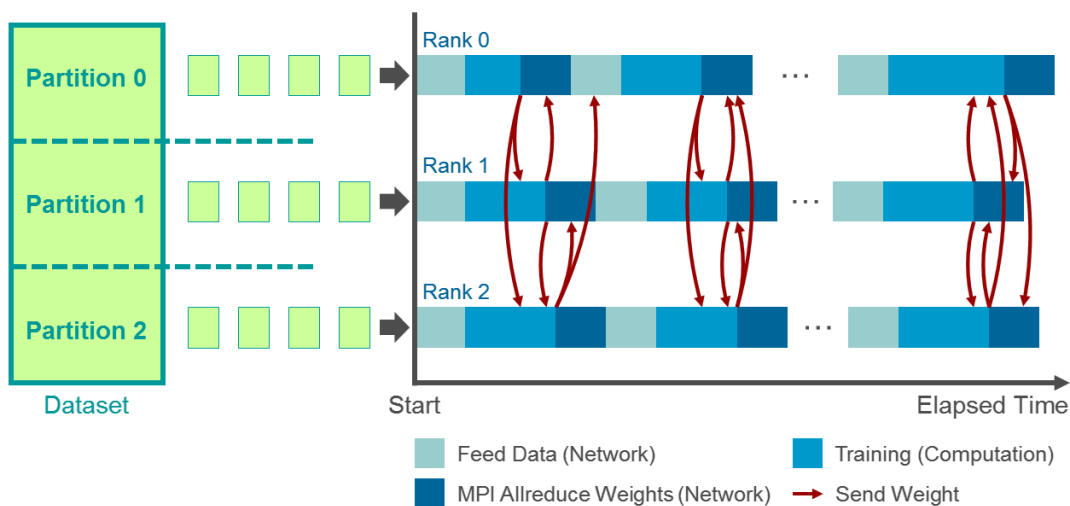 Partition 0
Partition 1
Partition 2
Dataset
Rank 0
...
Rank 1
...
Rank 2
...
Start
Elapsed Time
Feed Data (Network)
Training (Computation)
MPI Allreduce Weights (Network)
Send Weight